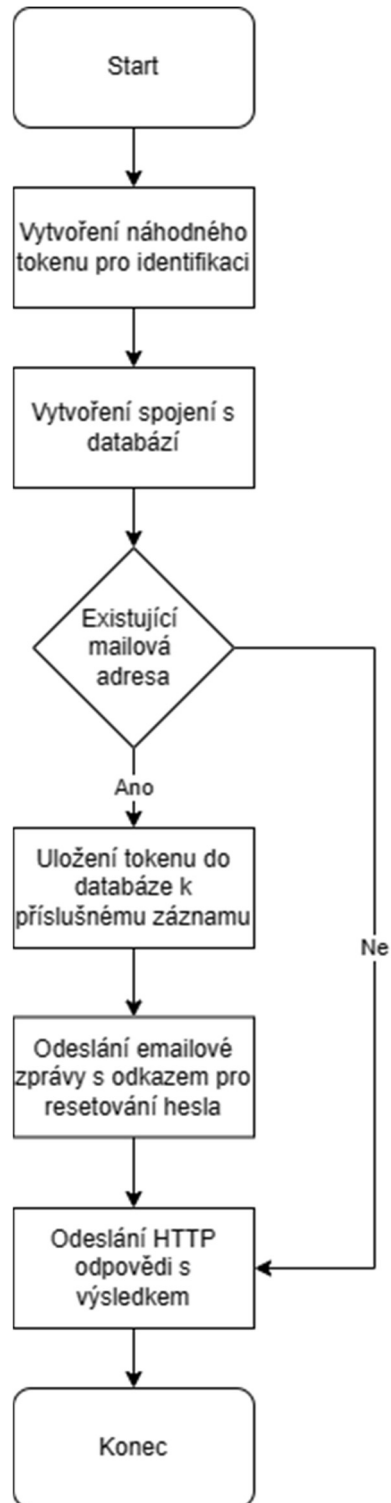 Start
Vytvoření náhodného
tokenu pro identifikaci
Vytvoření spojení s
databází
Existující
mailová
adresa
Ano
Uložení tokenu do
databáze k
příslušnému záznamu
Ne
Odeslání emailové
zprávy s odkazem pro
resetování hesla
Odeslání HTTP
odpovědi s
výsledkem
Konec